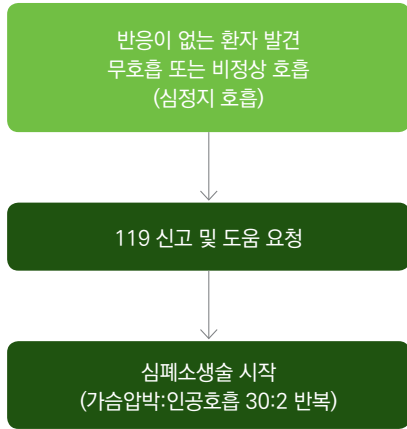 반응이 없는 환자 발견
무호흡 또는 비정상 호흡
(심정지 호흡)
119 신고 및 도움 요청
심폐소생술 시작
(가슴압박:인공호흡 30:2 반복)